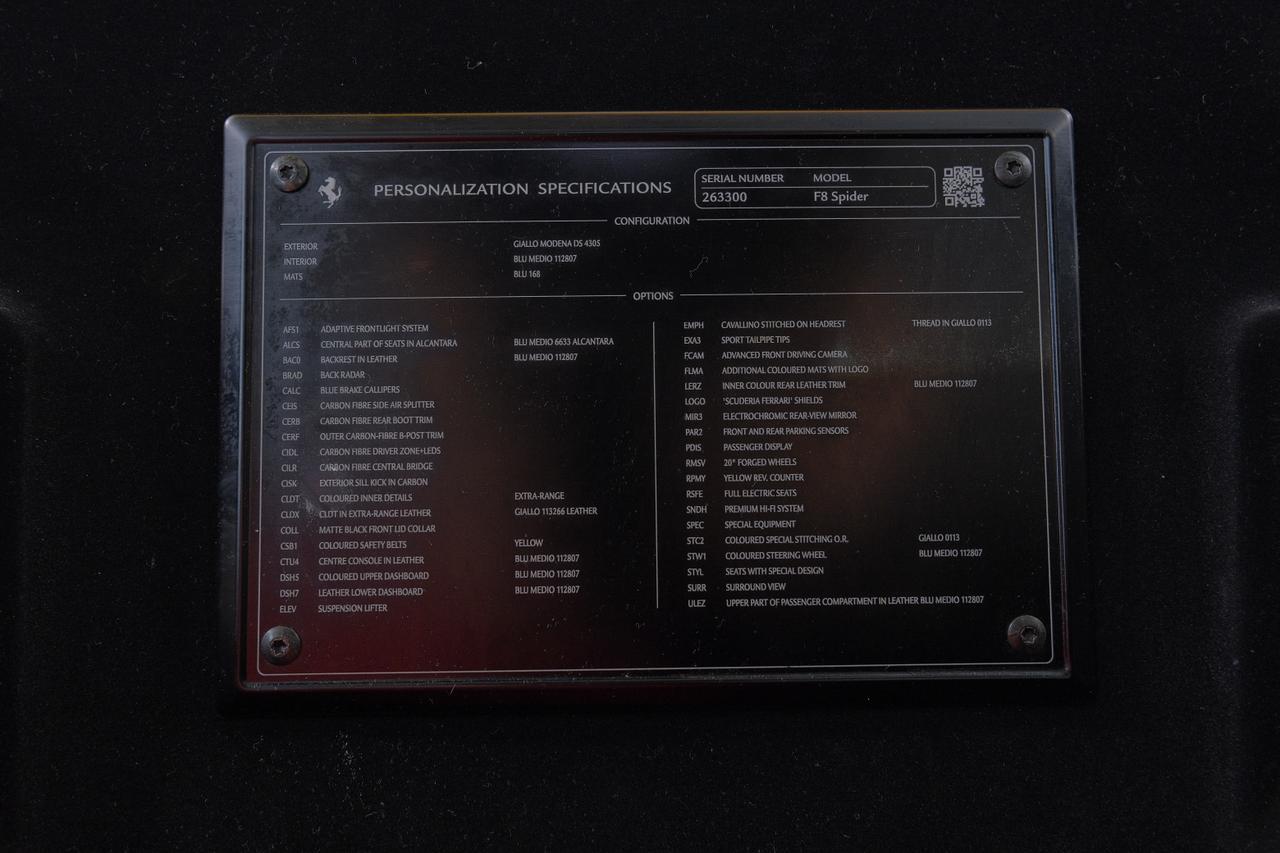 PERSONALIZATION SPECIFICATIONS
SERIAL NUMBER MODEL
263300 F8 Spider
CONFIGURATION
EXTERIOR GIALLO MODENA DS 4305
INTERIOR BLU MEDIO 112807
MATS BLU 168
OPTIONS
AFS1 ADAPTIVE FRONTLIGHT SYSTEM
ALCS CENTRAL PART OF SEATS IN ALCANTARA BLU MEDIO 6633 ALCANTARA
BAC0 BACKREST IN LEATHER BLU MEDIO 112807
BRAD BACK RADAR
CALC BLUE BRAKE CALLIPERS
CEIS CARBON FIBRE SIDE AIR SPLITTER
CERB CARBON FIBRE REAR BOOT TRIM
CERF OUTER CARBON-FIBRE B-POST TRIM
CIDL CARBON FIBRE DRIVER ZONE+LEDS
CILR CARBON FIBRE CENTRAL BRIDGE
CISK EXTERIOR SILL KICK IN CARBON
CLDT COLOURED INNER DETAILS EXTRA-RANGE
CLDX CLDT IN EXTRA-RANGE LEATHER GIALLO 113266 LEATHER
COLL MATTE BLACK FRONT LID COLLAR
CSB1 COLOURED SAFETY BELTS YELLOW
CTU4 CENTRE CONSOLE IN LEATHER BLU MEDIO 112807
DSH5 COLOURED UPPER DASHBOARD BLU MEDIO 112807
DSH7 LEATHER LOWER DASHBOARD BLU MEDIO 112807
ELEV SUSPENSION LIFTER
EMPH CAVALLINO STITCHED ON HEADREST THREAD IN GIALLO 0113
EXA3 SPORT TAILPIPE TIPS
FCAM ADVANCED FRONT DRIVING CAMERA
FLMA ADDITIONAL COLOURED MATS WITH LOGO
LERZ INNER COLOUR REAR LEATHER TRIM BLU MEDIO 112807
LOGO 'SCUDERIA FERRARI' SHIELDS
MIR3 ELECTROCHROMIC REAR-VIEW MIRROR
PAR2 FRONT AND REAR PARKING SENSORS
PDIS PASSENGER DISPLAY
RMSV 20" FORGED WHEELS
RPMY YELLOW REV. COUNTER
RSFE FULL ELECTRIC SEATS
SNDH PREMIUM HI-FI SYSTEM
SPEC SPECIAL EQUIPMENT
STC2 COLOURED SPECIAL STITCHING O.R. GIALLO 0113
STW1 COLOURED STEERING WHEEL BLU MEDIO 112807
STYL SEATS WITH SPECIAL DESIGN
SURR SURROUND VIEW
ULEZ UPPER PART OF PASSENGER COMPARTMENT IN LEATHER BLU MEDIO 112807